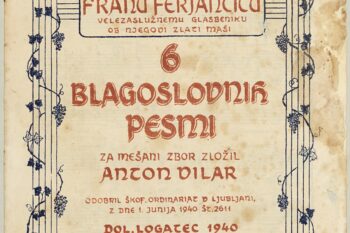 FRANU FERJANČIČU
VELEZASLUŽNEMU GLASBENIKU
OB NJEGOVI ZLATI MAŠI
6
BLAGOSLOVNIH
PESMI
ZA MEŠANI ZBOR ZLOŽIL
ANTON VILAR
ODOBRIL ŠKOF. ORDINARIAT V LJUBLJANI,
Z DNE 1. JUNIJA 1940 ŠT. 2611
DOL. LOGATEC 1940